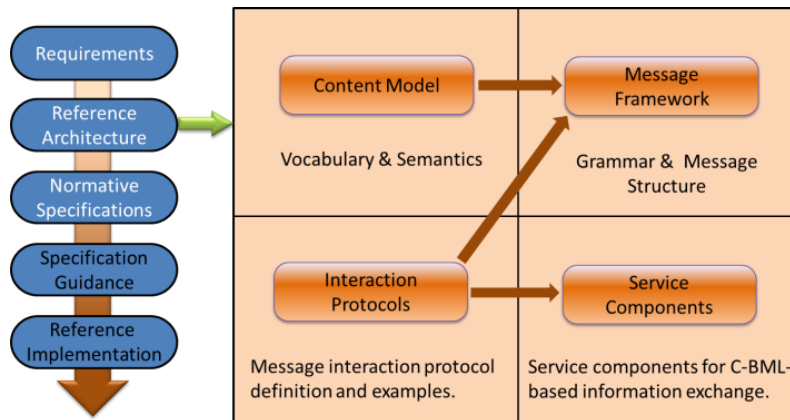 Requirements
Reference
Architecture
Normative
Specifications
Specification
Guidance
Reference
Implementation
Content Model
Vocabulary & Semantics
Message
Framework
Grammar & Message
Structure
Interaction
Protocols
Message interaction protocol
definition and examples.
Service
Components
Service components for C-BML-
based information exchange.